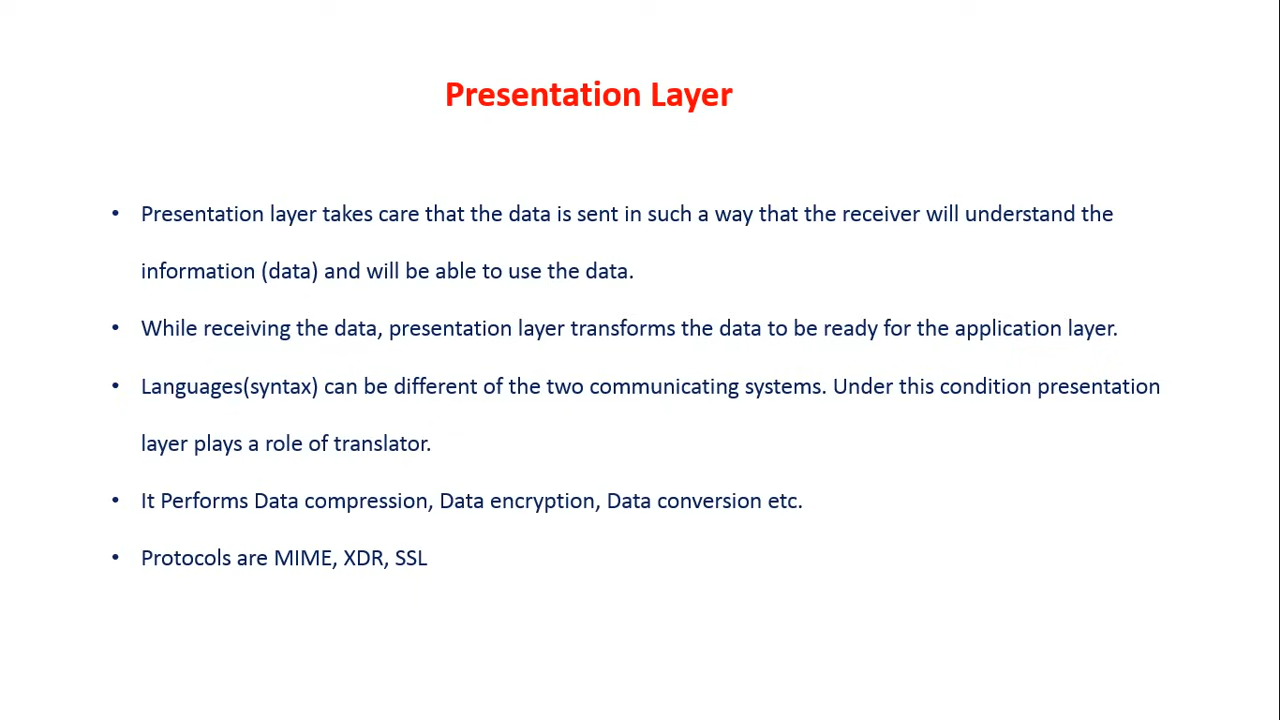 Presentation Layer
• Presentation layer takes care that the data is sent in such a way that the receiver will understand the
information (data) and will be able to use the data.
• While receiving the data, presentation layer transforms the data to be ready for the application layer.
• Languages(syntax) can be different of the two communicating systems. Under this condition presentation
layer plays a role of translator.
• It Performs Data compression, Data encryption, Data conversion etc.
• Protocols are MIME, XDR, SSL